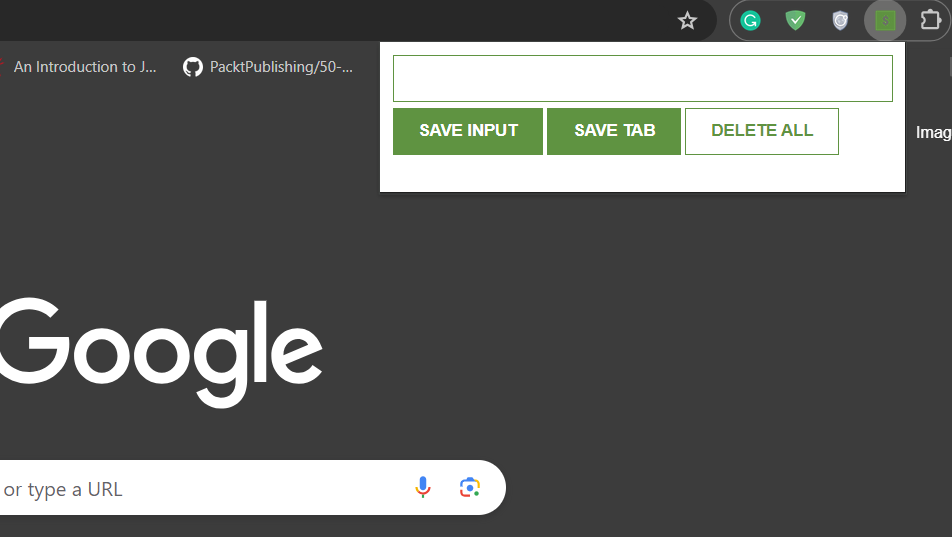 An Introduction to J...
PacktPublishing/50-...
SAVE INPUT
SAVE TAB
DELETE ALL
Imag
Google
or type a URL